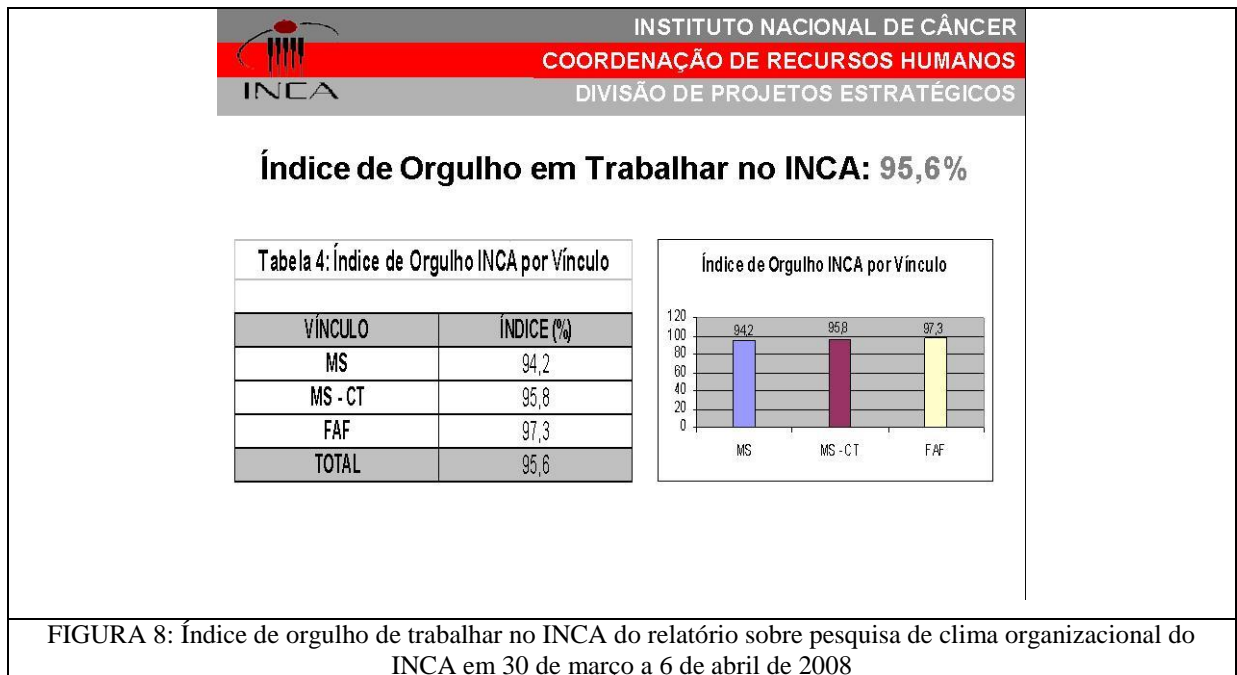 INSTITUTO NACIONAL DE CÂNCER
COORDENAÇÃO DE RECURSOS HUMANOS
INCA
DIVISÃO DE PROJETOS ESTRATÉGICOS
Índice de Orgulho em Trabalhar no INCA: 95,6%
Tabela 4: Índice de Orgulho INCA por Vínculo
VÍNCULO ÍNDICE (%)
MS 94,2
MS - CT 95,8
FAF 97,3
TOTAL 95,6
Índice de Orgulho INCA por Vínculo
120
100
80
60
40
20
0
94,2 95,8 97,3
MS MS - CT FAF
FIGURA 8: Índice de orgulho de trabalhar no INCA do relatório sobre pesquisa de clima organizacional do
INCA em 30 de março a 6 de abril de 2008